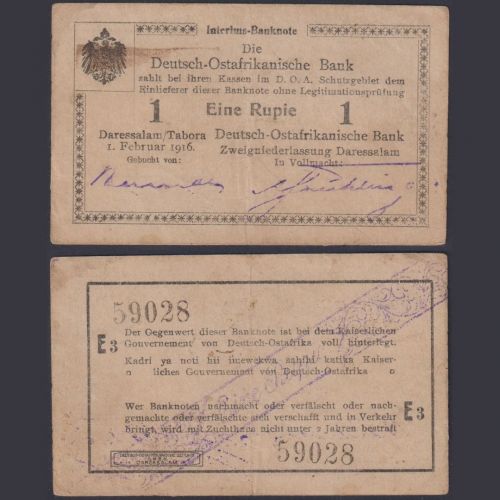 Interims-Banknote
Die
Deutsch-Ostafrikanische Bank
zahlt bei ihren Kassen im D. O. A. Schutzgebiet dem
Einlieferer dieser Banknote ohne Legitimationsprüfung
1 Eine Rupie 1
Daressalam/Tabora Deutsch-Ostafrikanische Bank
1. Februar 1916. Zweigniederlassung Daressalam
Gebucht von: In Vollmacht:
59028
Der Gegenwert dieser Banknote ist bei dem Kaiserlichen
E3 Gouvernement von Deutsch-Ostafrika voll hinterlegt.
Kadri ya noti hii imewekwa sahihi katika Kaiser-
liches Gouvernement von Deutsch-Ostafrika
Wer Banknoten nachmacht oder verfälscht oder nach-
gemachte oder verfälschte sich verschafft und in Verkehr E3
bringt, wird mit Zuchthaus nicht unter 2 Jahren bestraft
59028